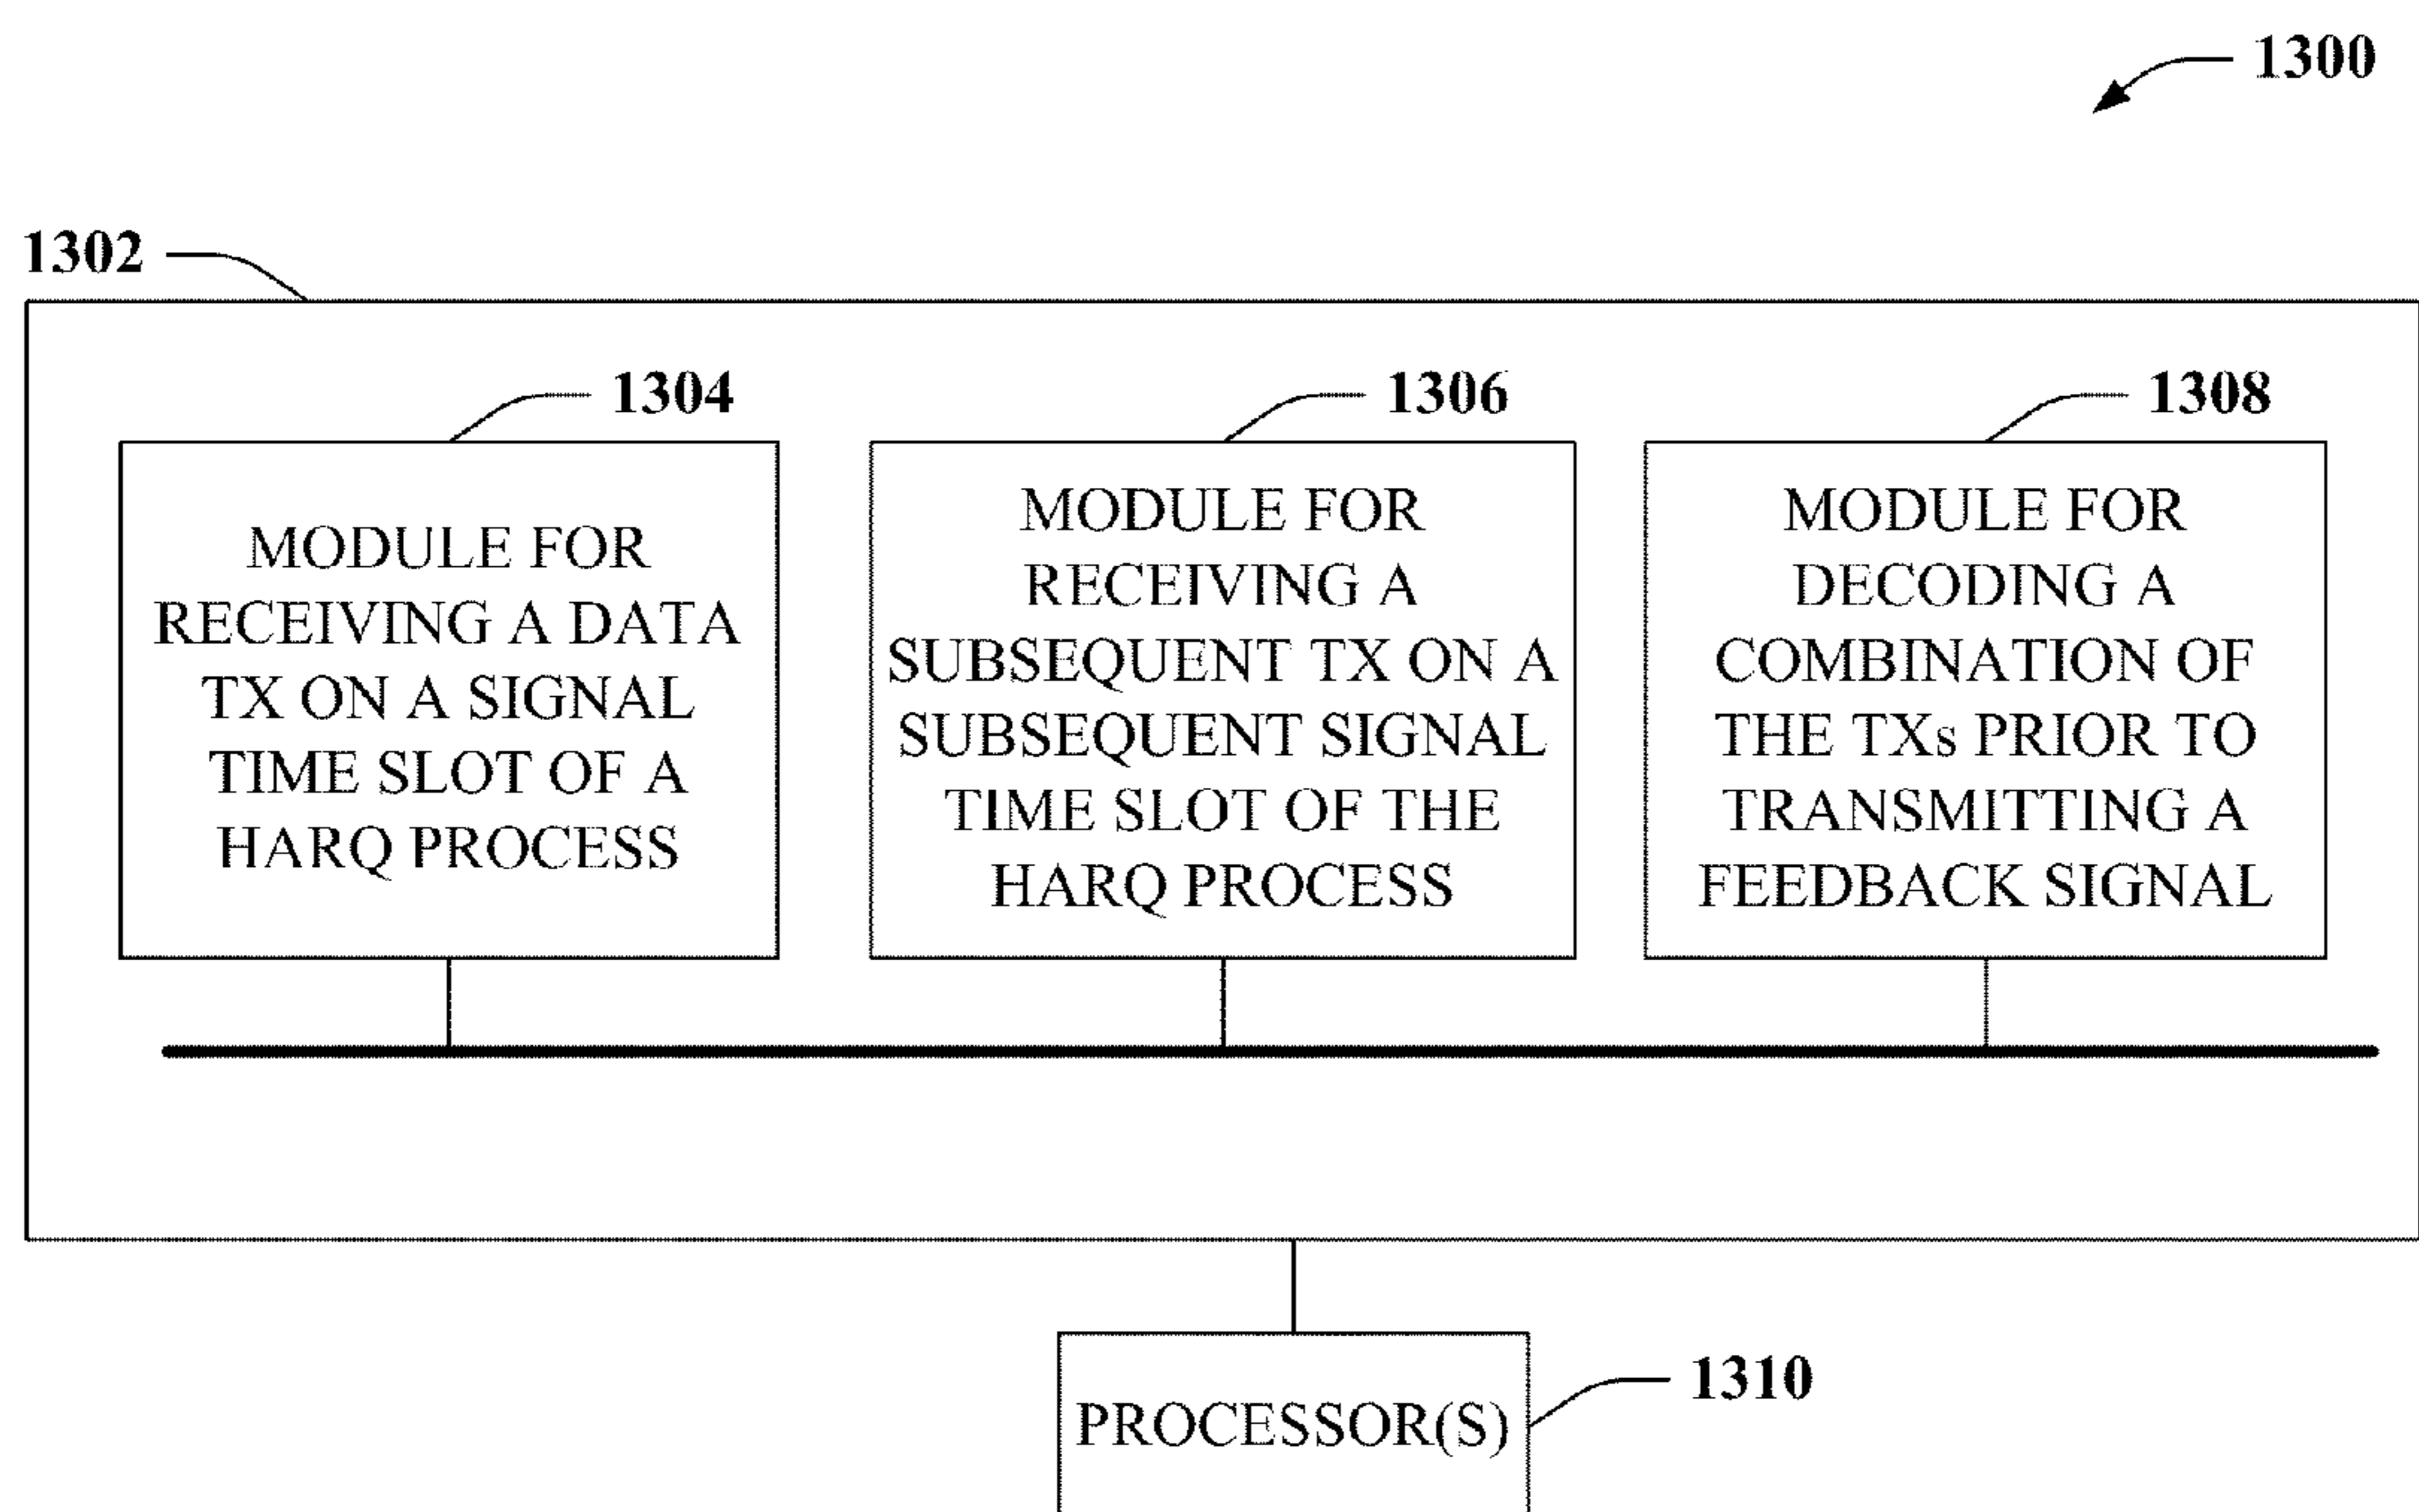 1300
1302
1304
1306
1308
MODULE FOR
RECEIVING A DATA
TX ON A SIGNAL
TIME SLOT OF A
HARQ PROCESS
MODULE FOR
RECEIVING A
SUBSEQUENT TX ON A
SUBSEQUENT SIGNAL
TIME SLOT OF THE
HARQ PROCESS
MODULE FOR
DECODING A
COMBINATION OF
THE TXs PRIOR TO
TRANSMITTING A
FEEDBACK SIGNAL
1310
PROCESSOR(S)